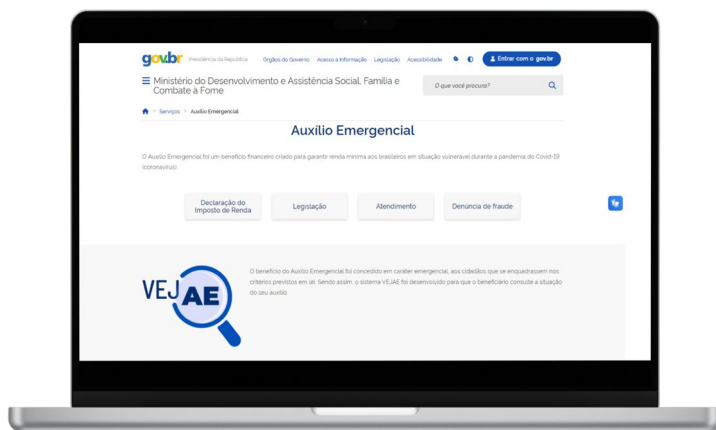 gov.br Presidência da República Órgãos do Governo Acesso à Informação Legislação Acessibilidade Entrar com o gov.br
Ministério do Desenvolvimento e Assistência Social, Família e
Combate à Fome
O que você procura?
Serviços > Auxílio Emergencial
Auxílio Emergencial
O Auxílio Emergencial foi um benefício financeiro criado para garantir renda mínima aos brasileiros em situação vulnerável durante a pandemia do Covid-19
(coronavírus).
Declaração do
Imposto de Renda
Legislação
Atendimento
Denúncia de fraude
VEJAE
O benefício do Auxílio Emergencial foi concedido em caráter emergencial, aos cidadãos que se enquadrassem nos
critérios previstos em lei. Sendo assim, o sistema VEJAE foi desenvolvido para que o beneficiário consulte a situação
do seu auxílio.